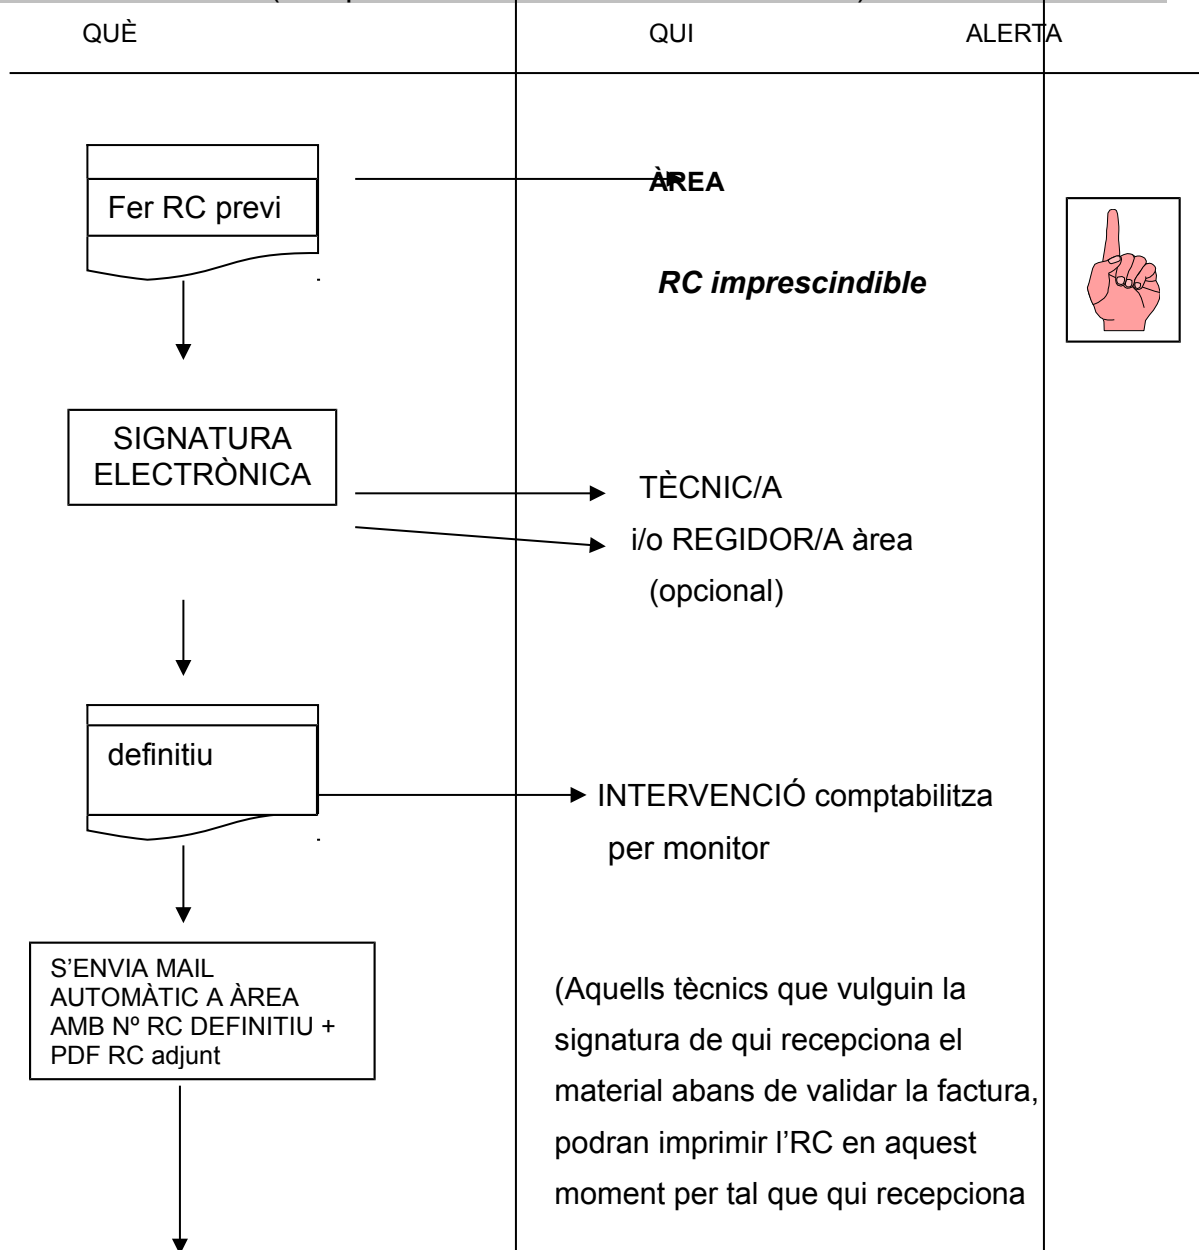 QUÈ QUI ALERTA
Fer RC previ
ÀREA
RC imprescindible
SIGNATURA
ELECTRÒNICA
TÈCNIC/A
i/o REGIDOR/A àrea
(opcional)
definitiu
INTERVENCIÓ comptabilitza
per monitor
S’ENVIA MAIL
AUTOMÀTIC A ÀREA
AMB Nº RC DEFINITIU +
PDF RC adjunt
(Aquells tècnics que vulguin la
signatura de qui recepciona el
material abans de validar la factura,
podran imprimir l’RC en aquest
moment per tal que qui recepciona